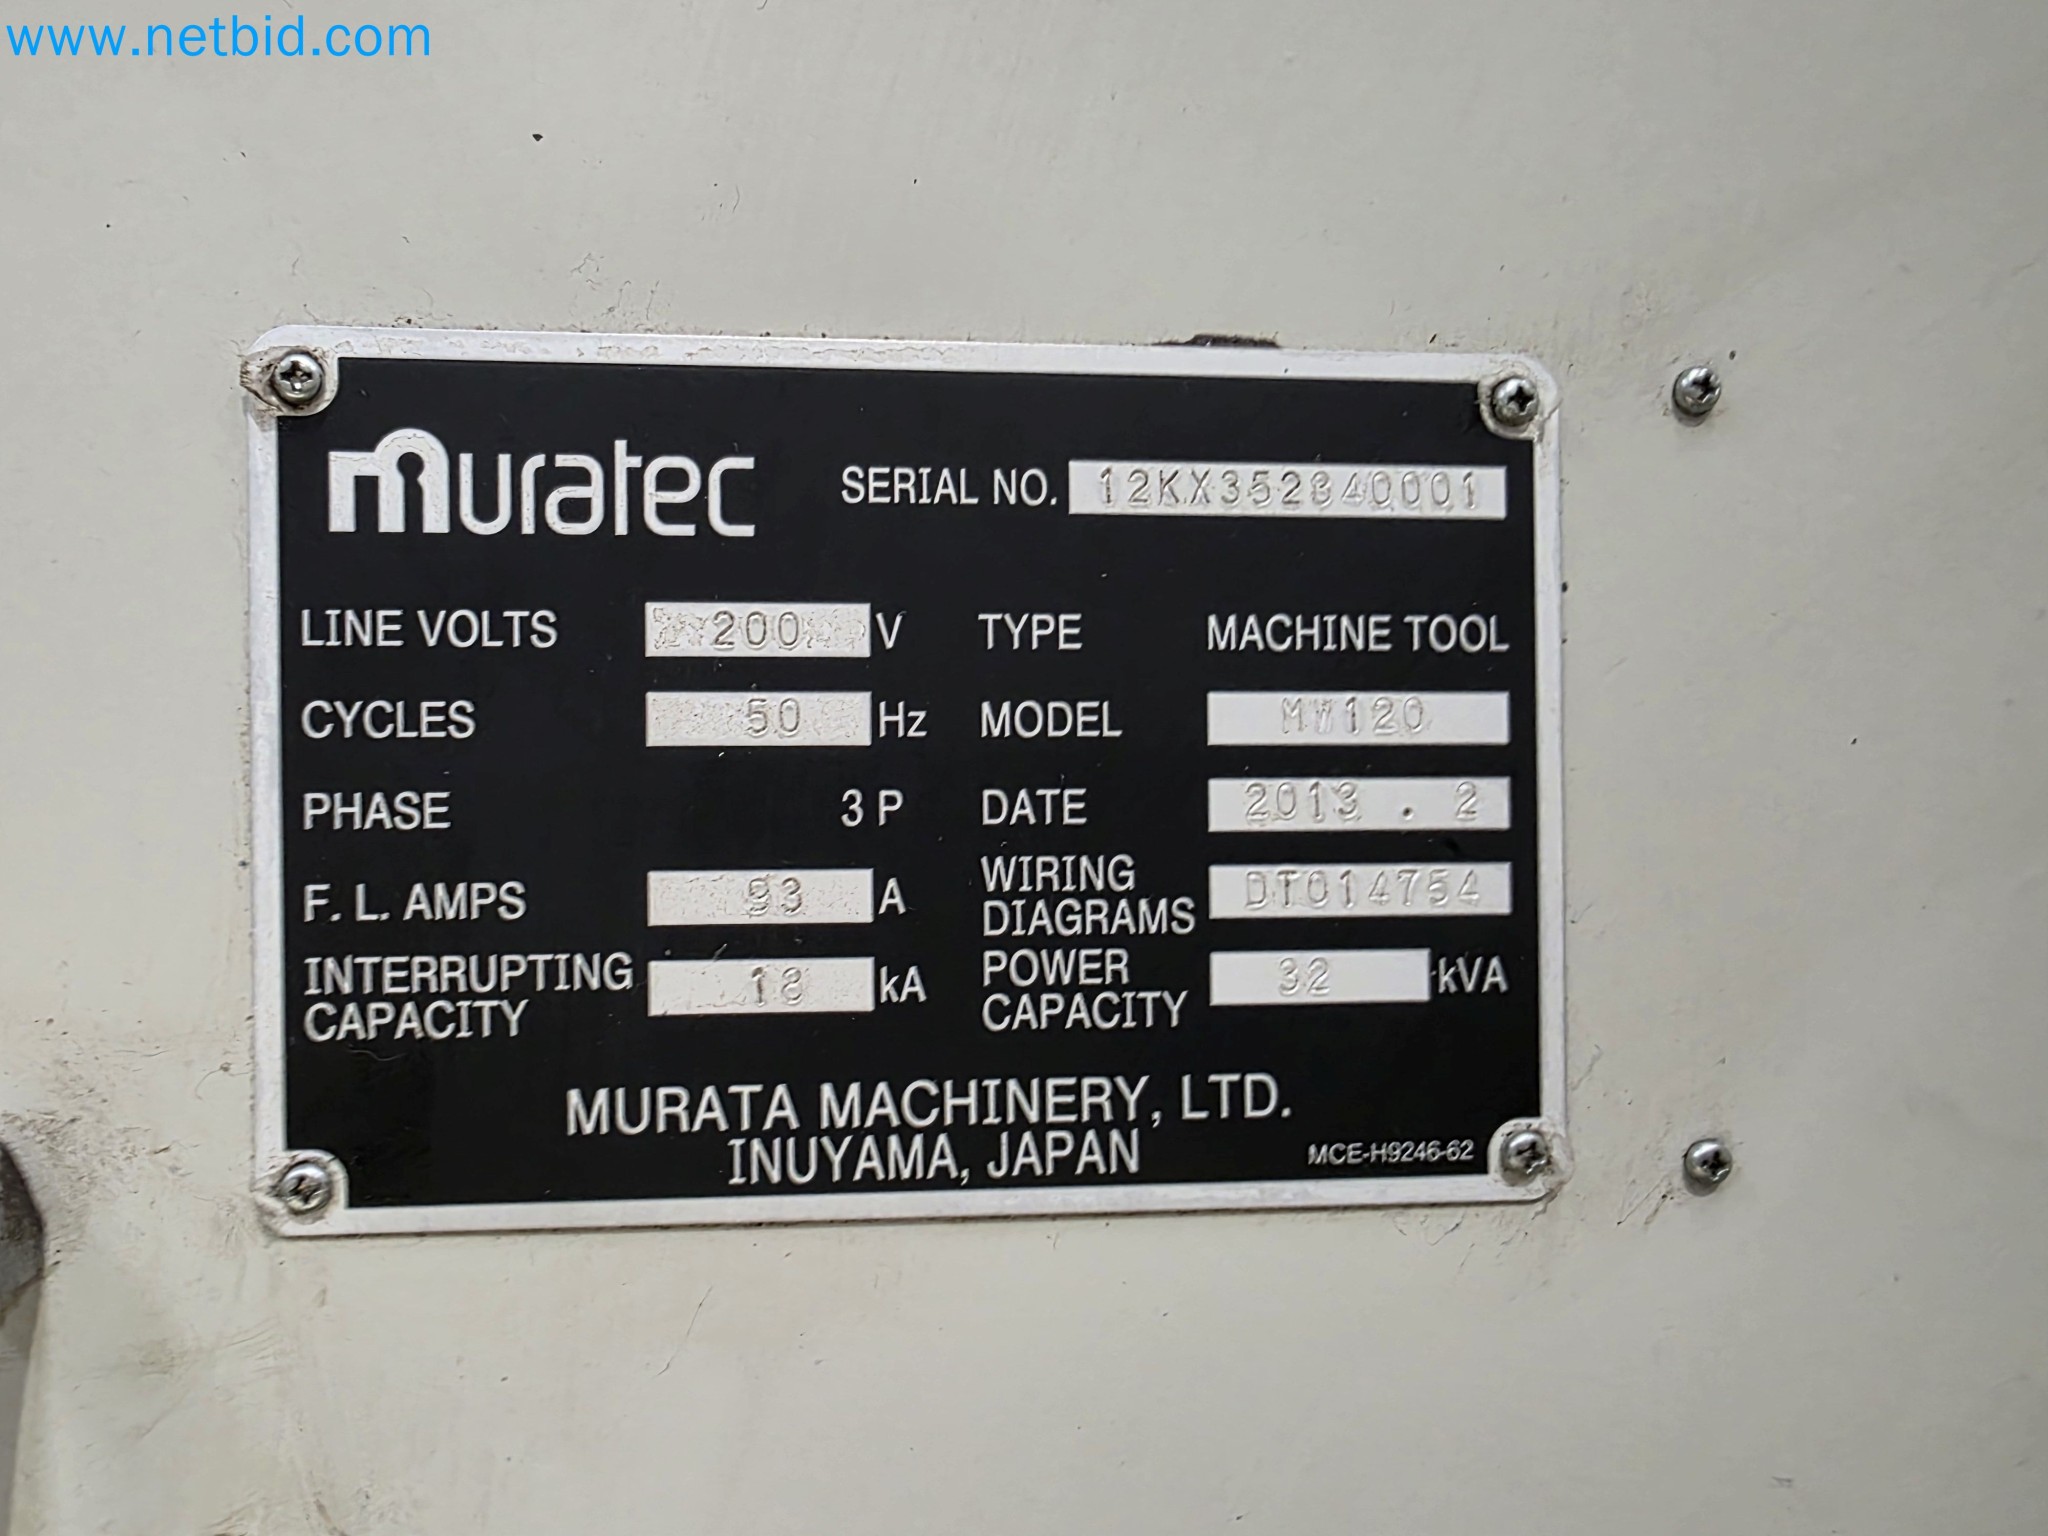 www.netbid.com
muratec SERIAL NO. 12KX352840001
LINE VOLTS 200 V TYPE MACHINE TOOL
CYCLES 50 Hz MODEL MW120
PHASE 3 P DATE 2013 . 2
F. L. AMPS 93 A WIRING DIAGRAMS DT014754
INTERRUPTING CAPACITY 18 kA POWER CAPACITY 32 kVA
MURATA MACHINERY, LTD.
INUYAMA, JAPAN
MCE-H9246-62